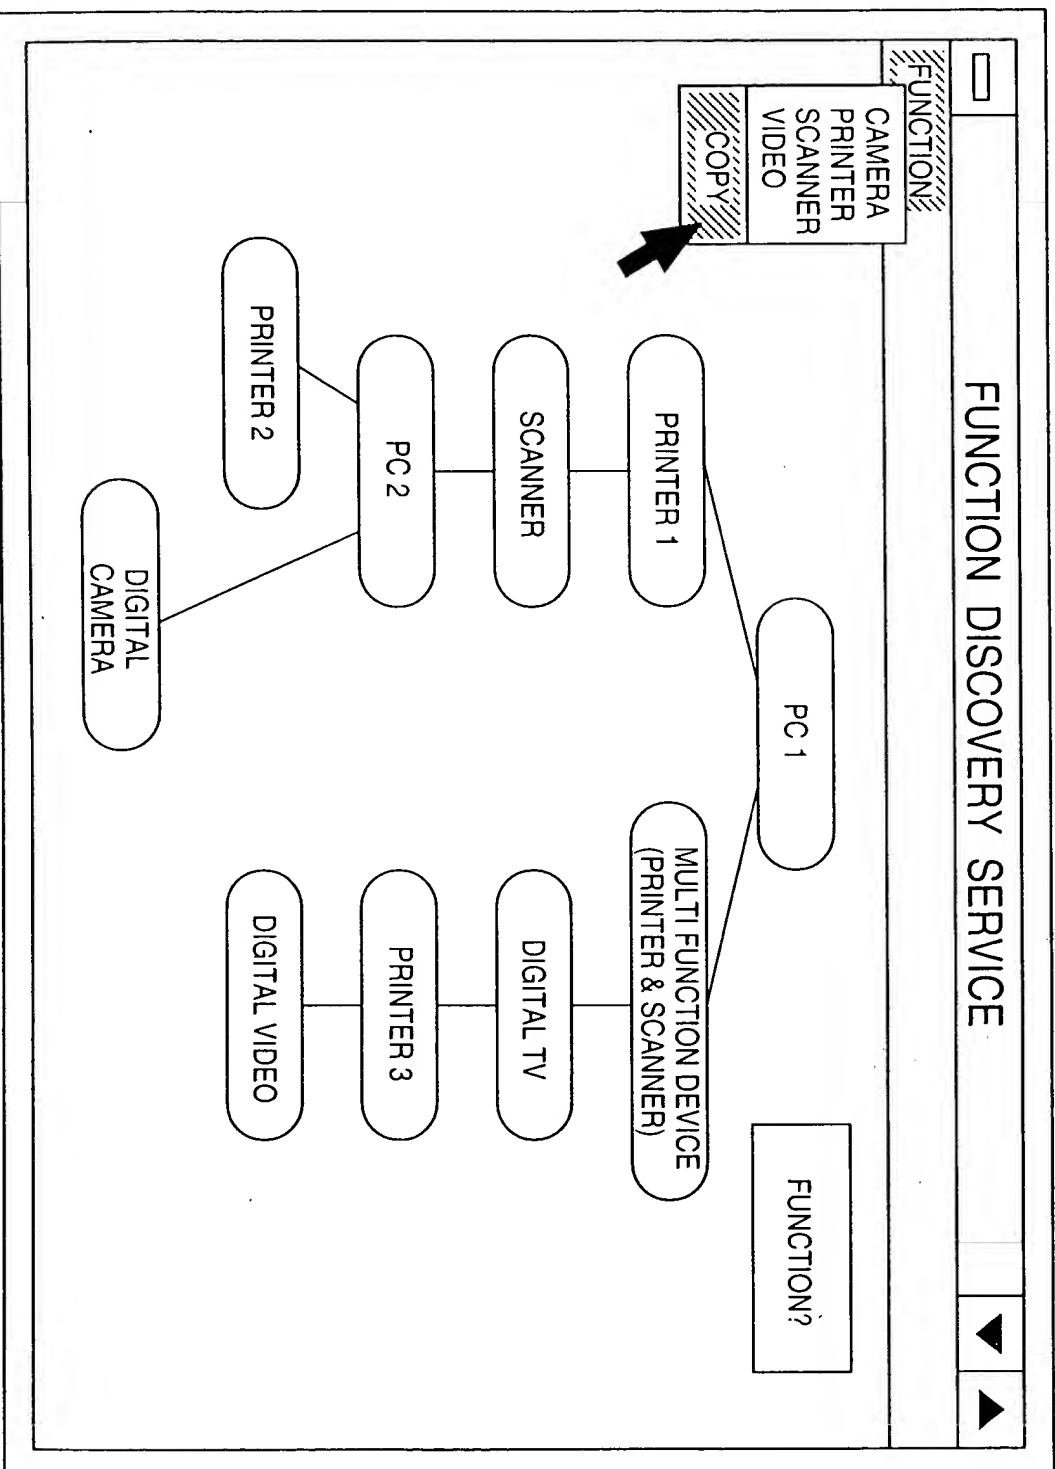 FUNCTION DISCOVERY SERVICE
FUNCTION
CAMERA
PRINTER
SCANNER
VIDEO
COPY
FUNCTION?
PC 1
PRINTER 1
MULTI FUNCTION DEVICE
(PRINTER & SCANNER)
SCANNER
DIGITAL TV
PC 2
PRINTER 3
PRINTER 2
DIGITAL VIDEO
DIGITAL
CAMERA